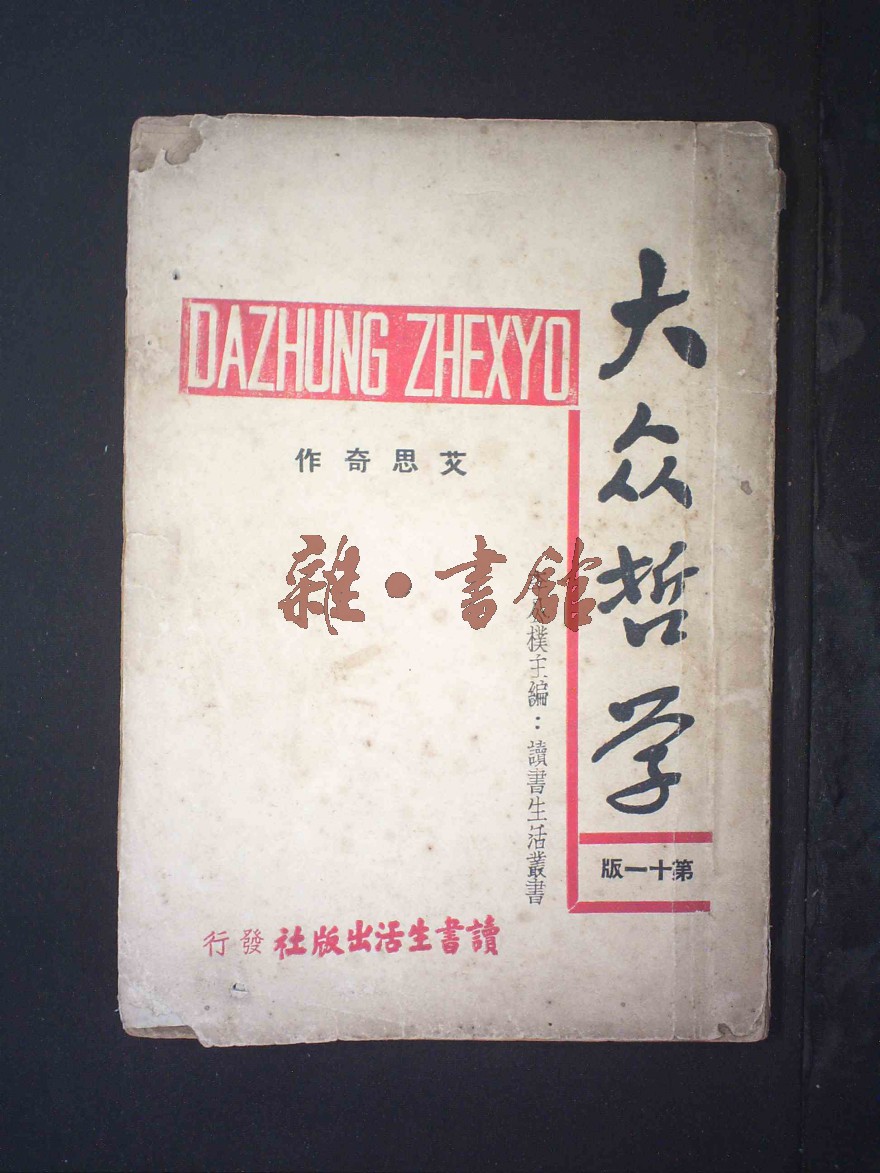 大众哲学
第十一版
DAZHUNG ZHEXYO
艾思奇作
樸主編：讀書生活叢書
讀書生活出版社發行
雜·書館